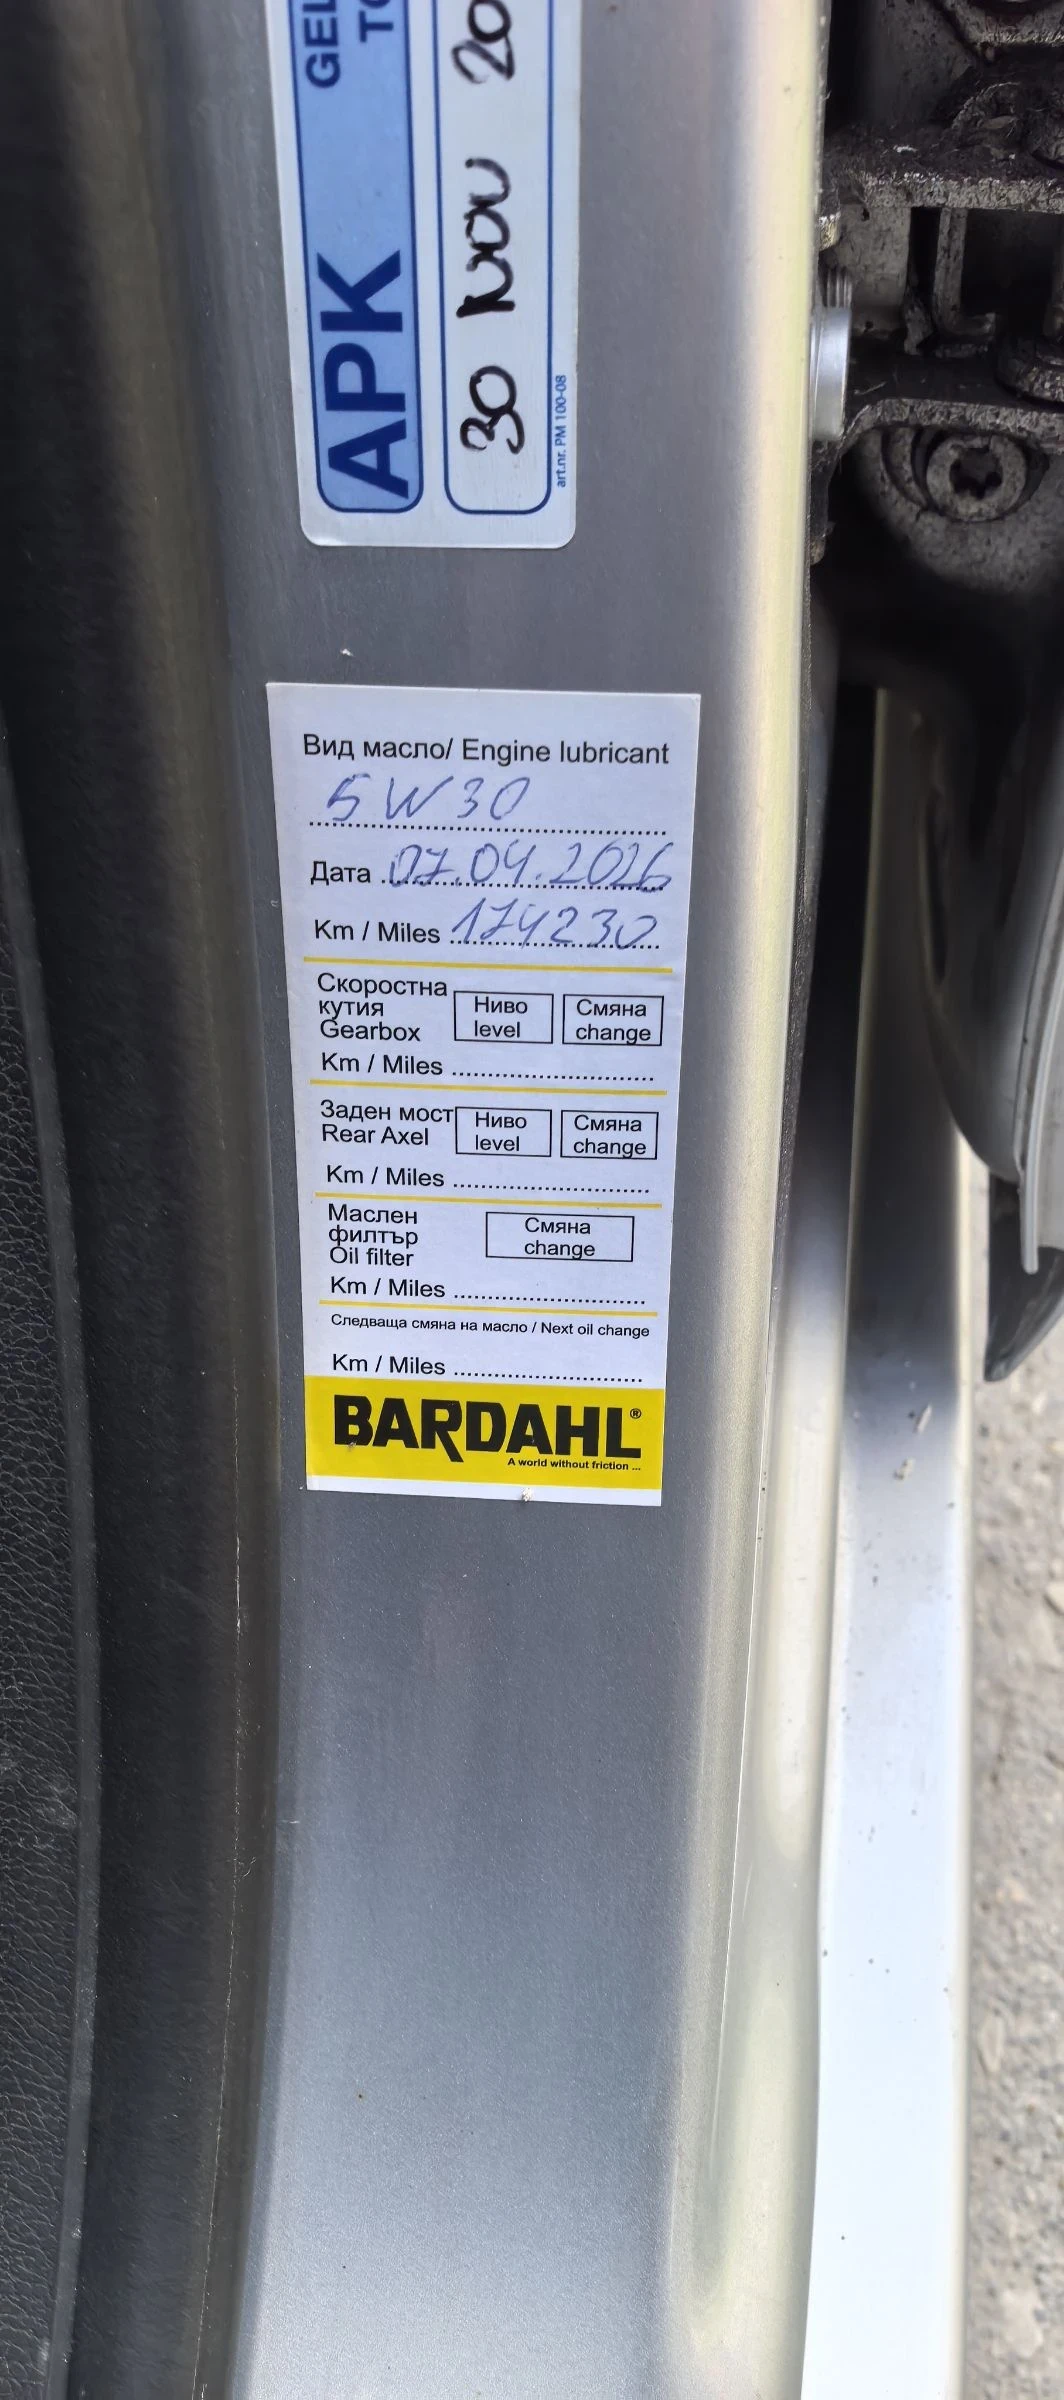 GEL
TO
APK
30 NOV 20
art.nr. PM 100-08
Вид масло/ Engine lubricant
5W30
Дата 07.04.2026
Km / Miles 174230
Скоростна
кутия
Gearbox
Ниво
level
Смяна
change
Km / Miles
Заден мост
Rear Axel
Ниво
level
Смяна
change
Km / Miles
Маслен
филтър
Oil filter
Смяна
change
Km / Miles
Следваща смяна на масло / Next oil change
Km / Miles
BARDAHL®
A world without friction ...